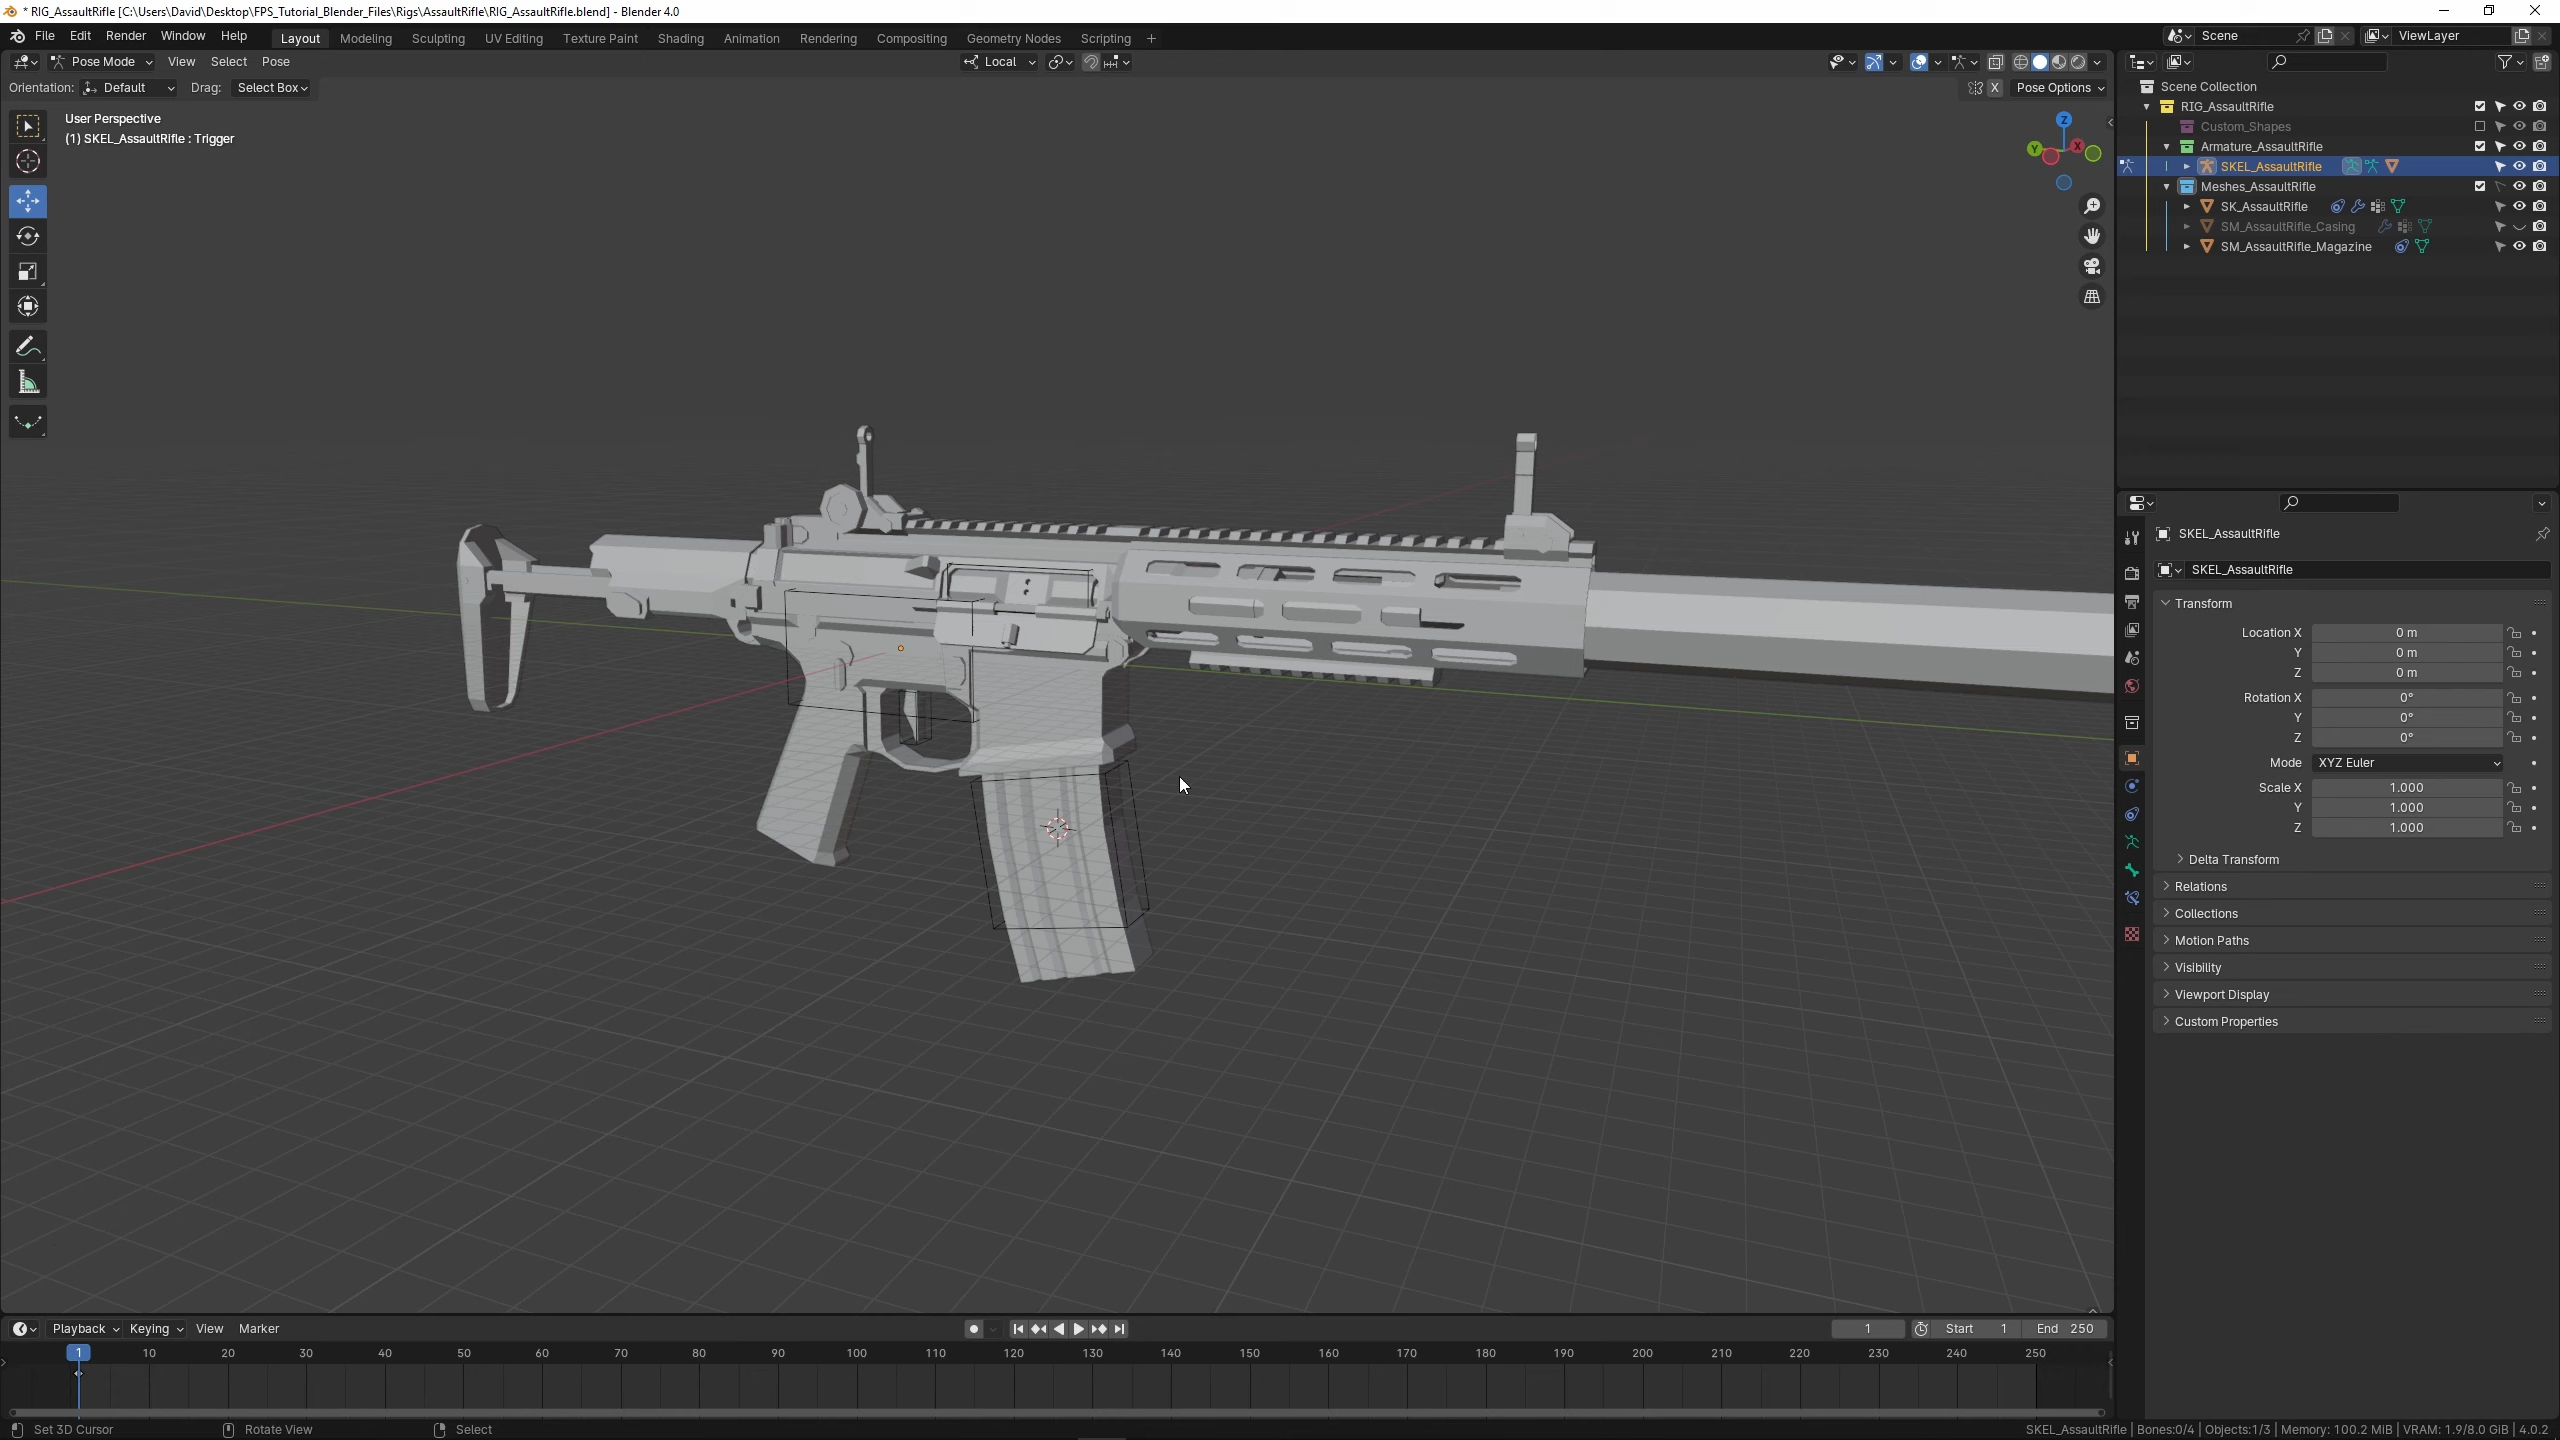 * RIG_AssaultRifle [C:\Users\David\Desktop\FPS_Tutorial_Blender_Files\Rigs\AssaultRifle\RIG_AssaultRifle.blend] - Blender 4.0
File Edit Render Window Help Layout Modeling Sculpting UV Editing Texture Paint Shading Animation Rendering Compositing Geometry Nodes Scripting + Scene ViewLayer
Pose Mode View Select Pose Local
Orientation: Default Drag: Select Box X Pose Options
User Perspective
(1) SKEL_AssaultRifle : Trigger
Z
Y X
Scene Collection
RIG_AssaultRifle
Custom_Shapes
Armature_AssaultRifle
SKEL_AssaultRifle
Meshes_AssaultRifle
SK_AssaultRifle
SM_AssaultRifle_Casing
SM_AssaultRifle_Magazine
SKEL_AssaultRifle
SKEL_AssaultRifle
Transform
Location X 0 m
Y 0 m
Z 0 m
Rotation X 0°
Y 0°
Z 0°
Mode XYZ Euler
Scale X 1.000
Y 1.000
Z 1.000
Delta Transform
Relations
Collections
Motion Paths
Visibility
Viewport Display
Custom Properties
Playback Keying View Marker 1 Start 1 End 250
1 10 20 30 40 50 60 70 80 90 100 110 120 130 140 150 160 170 180 190 200 210 220 230 240 250
Set 3D Cursor Rotate View Select SKEL_AssaultRifle | Bones:0/4 | Objects:1/3 | Memory: 100.2 MiB | VRAM: 1.9/8.0 GiB | 4.0.2